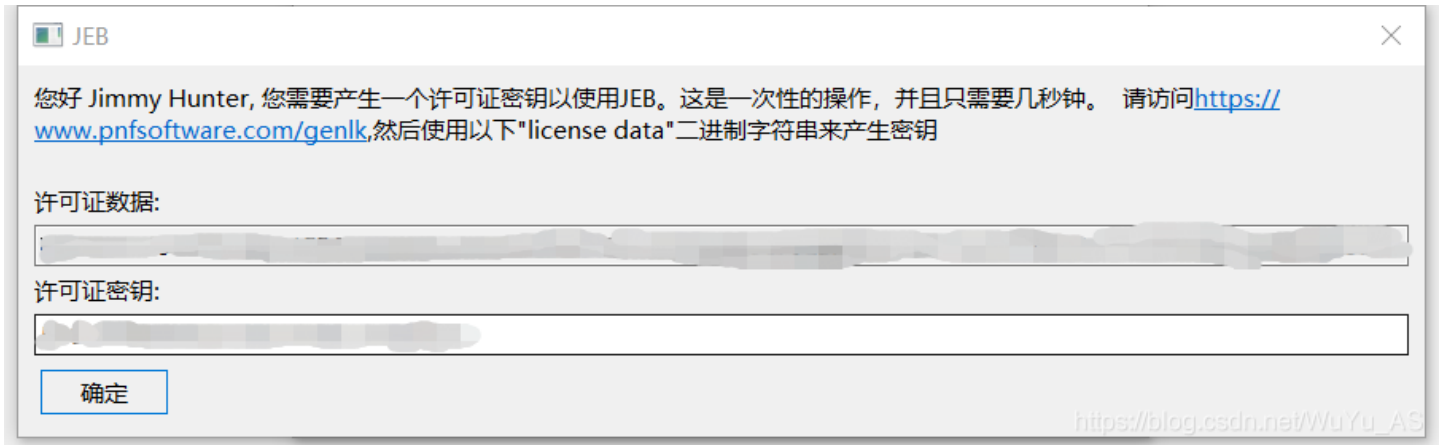 JEB
您好 Jimmy Hunter, 您需要产生一个许可证密钥以使用JEB。这是一次性的操作，并且只需要几秒钟。 请访问https://
www.pnfsoftware.com/genlk,然后使用以下"license data"二进制字符串来产生密钥
许可证数据:
许可证密钥:
确定
https://blog.csdn.net/WuYu_AS